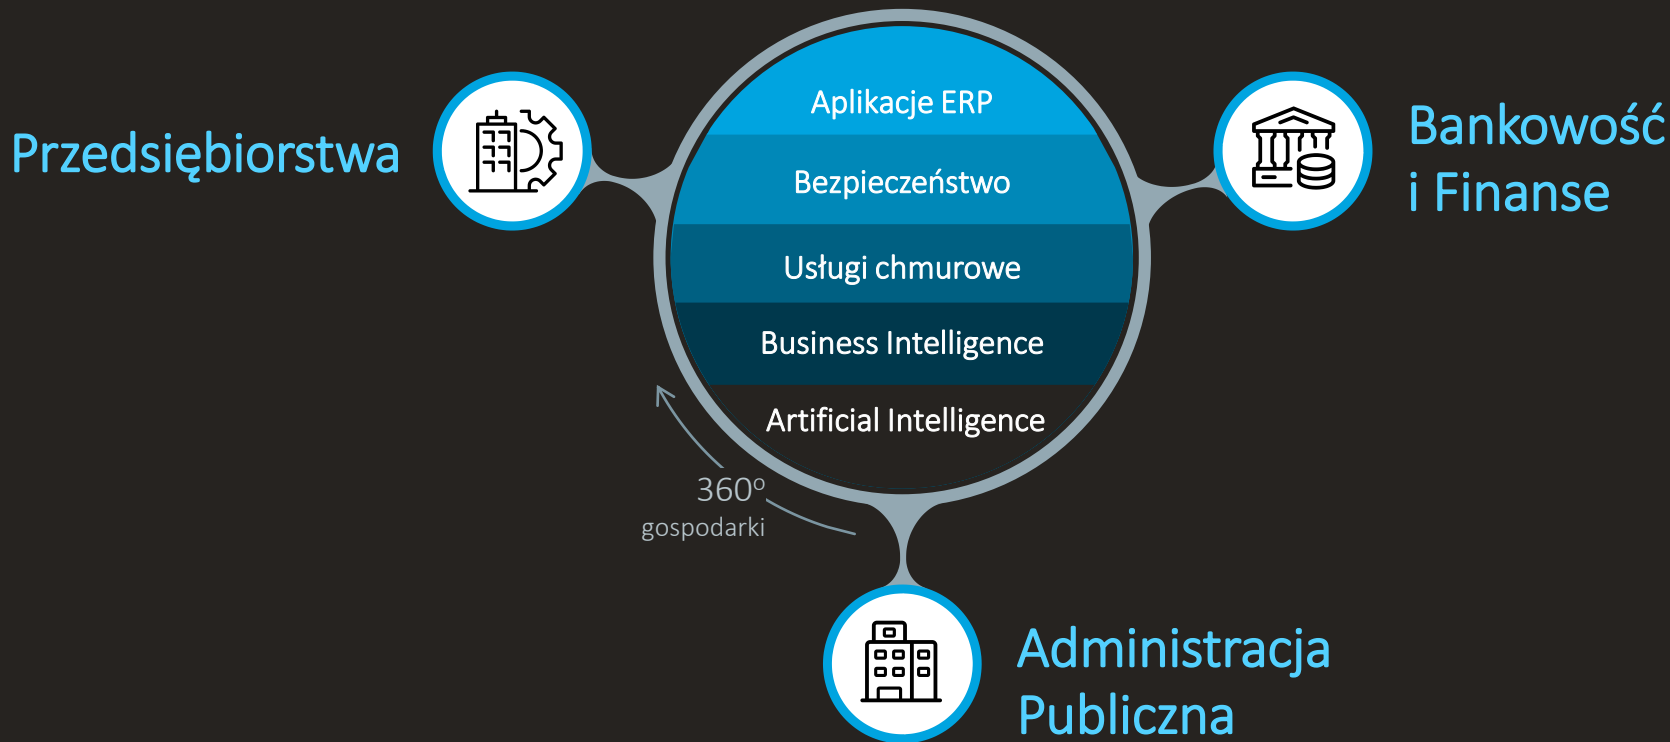 Przedsiębiorstwa
Aplikacje ERP
Bezpieczeństwo
Usługi chmurowe
Business Intelligence
Artificial Intelligence
Bankowość
i Finanse
360º
gospodarki
Administracja
Publiczna